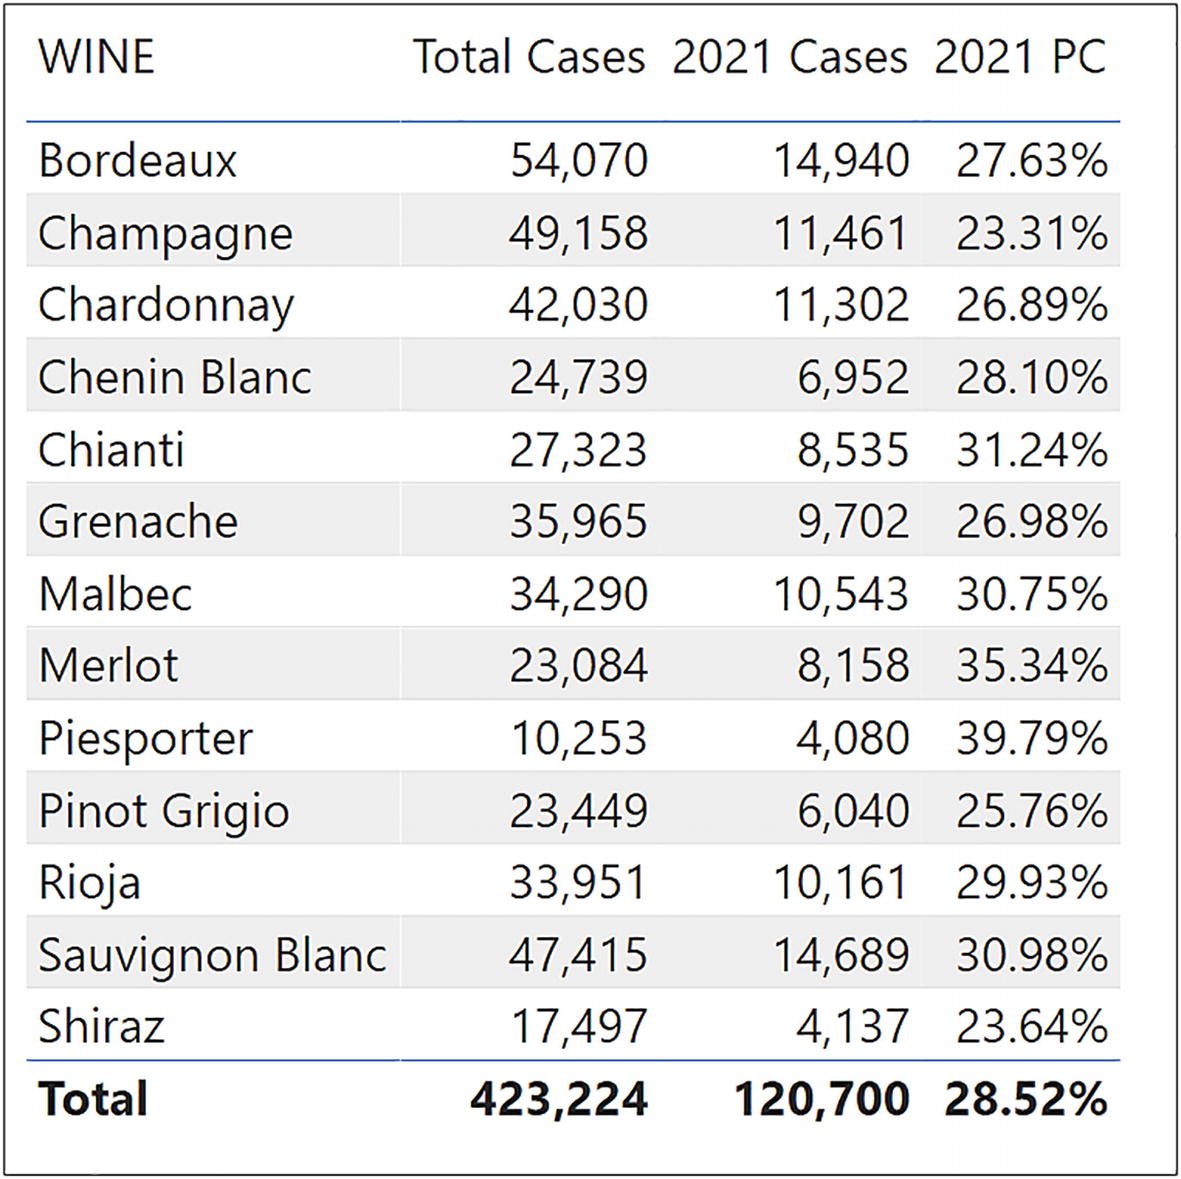 WINE Total Cases 2021 Cases 2021 PC
Bordeaux 54,070 14,940 27.63%
Champagne 49,158 11,461 23.31%
Chardonnay 42,030 11,302 26.89%
Chenin Blanc 24,739 6,952 28.10%
Chianti 27,323 8,535 31.24%
Grenache 35,965 9,702 26.98%
Malbec 34,290 10,543 30.75%
Merlot 23,084 8,158 35.34%
Piesporter 10,253 4,080 39.79%
Pinot Grigio 23,449 6,040 25.76%
Rioja 33,951 10,161 29.93%
Sauvignon Blanc 47,415 14,689 30.98%
Shiraz 17,497 4,137 23.64%
Total 423,224 120,700 28.52%